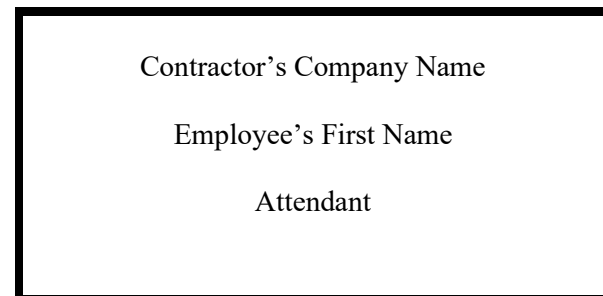 Contractor’s Company Name
Employee’s First Name
Attendant